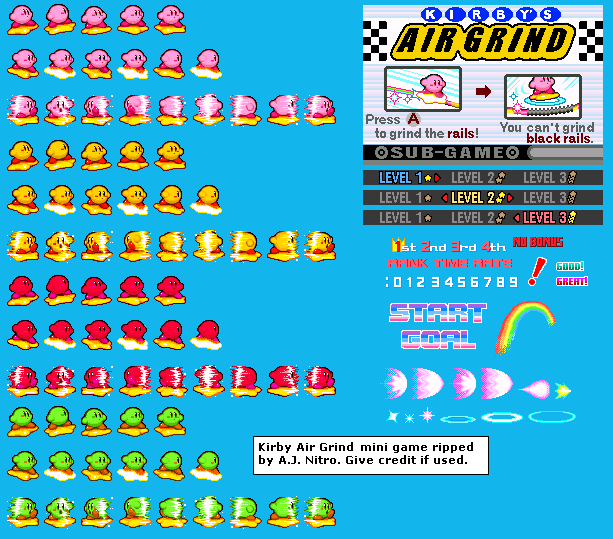 KIRBY'S
AIR GRIND
Press A
to grind the rails!
You can't grind
black rails.
SUB-GAME
LEVEL 1 LEVEL 2 LEVEL 3
LEVEL 1 LEVEL 2 LEVEL 3
LEVEL 1 LEVEL 2 LEVEL 3
1st 2nd 3rd 4th NO BONUS
RANK TIME RATE
! GOOD!
:0123456789 GREAT!
START
GOAL
Kirby Air Grind mini game ripped
by A.J. Nitro. Give credit if used.